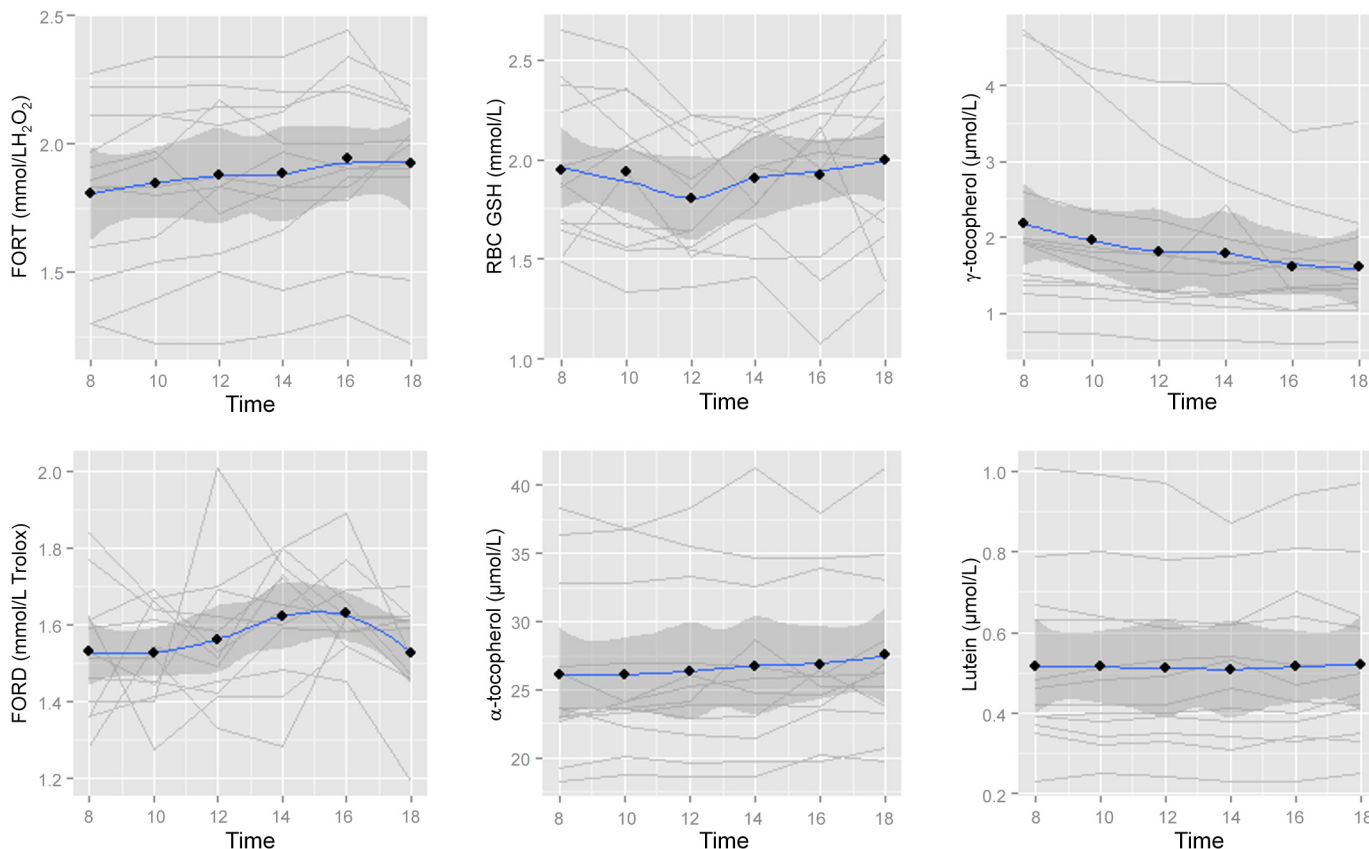 FORT (mmol/LH₂O₂)
2.5
2.0
1.5
8 10 12 14 16 18
Time
RBC GSH (mmol/L)
2.5
2.0
1.5
1.0
8 10 12 14 16 18
Time
γ-tocopherol (µmol/L)
4
3
2
1
8 10 12 14 16 18
Time
FORD (mmol/L Trolox)
2.0
1.8
1.6
1.4
1.2
8 10 12 14 16 18
Time
α-tocopherol (µmol/L)
40
35
30
25
20
8 10 12 14 16 18
Time
Lutein (µmol/L)
1.0
0.8
0.6
0.4
0.2
8 10 12 14 16 18
Time